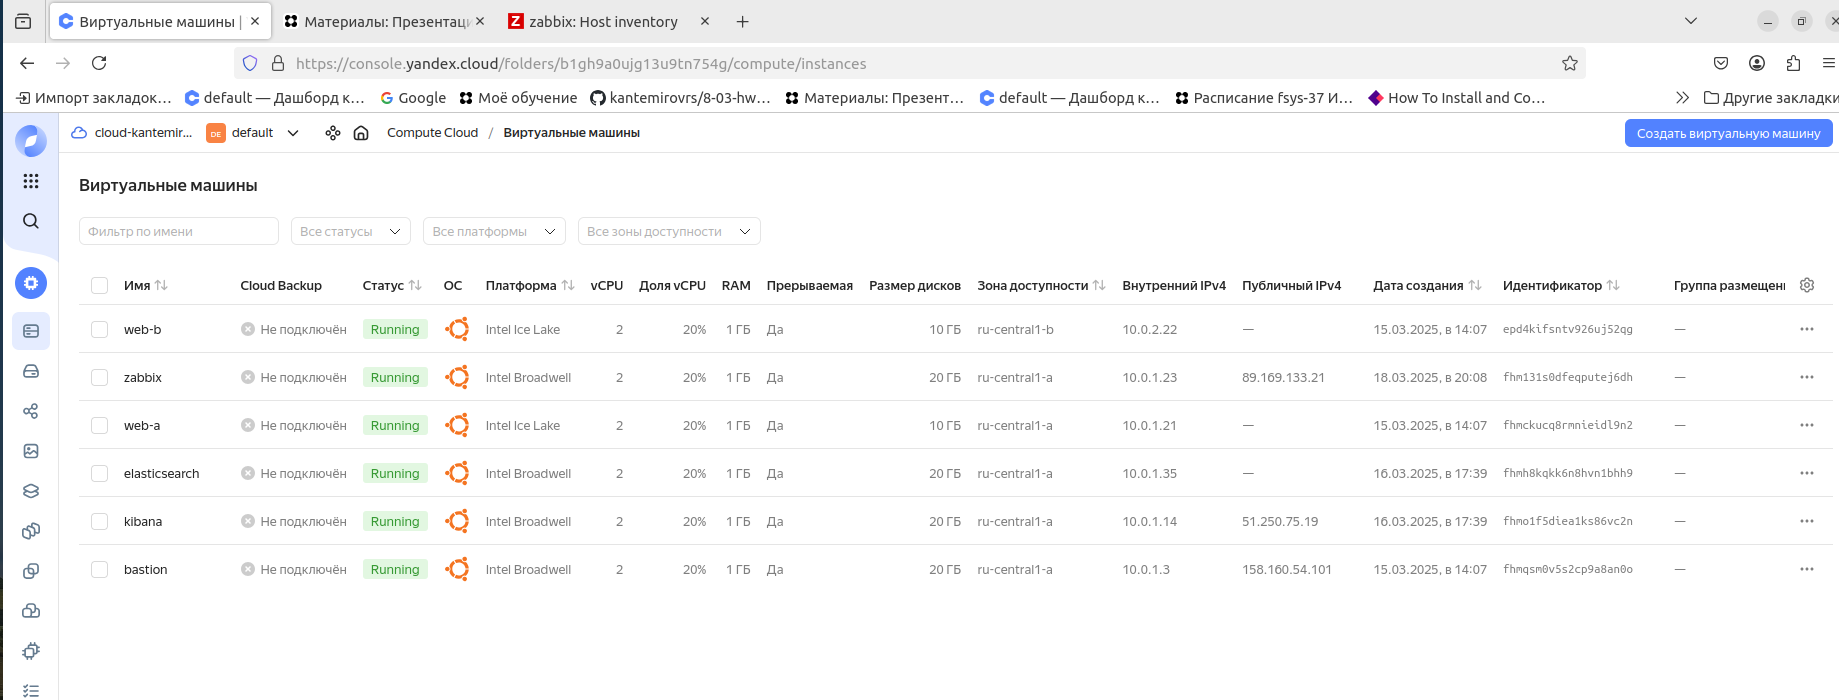 Виртуальные машины |
Материалы: Презентаци
Z zabbix: Host inventory
https://console.yandex.cloud/folders/b1gh9a0ujg13u9tn754g/compute/instances
Импорт закладок… default — Дашборд к… Google Моё обучение kantemirovrs/8-03-hw… Материалы: Презент… default — Дашборд к… Расписание fsys-37 И… How To Install and Co… Другие закладки
cloud-kantemir... DE default Compute Cloud / Виртуальные машины Создать виртуальную машину
Виртуальные машины
Фильтр по имени Все статусы Все платформы Все зоны доступности
Имя Cloud Backup Статус ОС Платформа vCPU Доля vCPU RAM Прерываемая Размер дисков Зона доступности Внутренний IPv4 Публичный IPv4 Дата создания Идентификатор Группа размещени
web-b Не подключён Running Intel Ice Lake 2 20% 1 ГБ Да 10 ГБ ru-central1-b 10.0.2.22 — 15.03.2025, в 14:07 epd4kifsntv926uj52qg —
zabbix Не подключён Running Intel Broadwell 2 20% 1 ГБ Да 20 ГБ ru-central1-a 10.0.1.23 89.169.133.21 18.03.2025, в 20:08 fhm131s0dfeqputej6dh —
web-a Не подключён Running Intel Ice Lake 2 20% 1 ГБ Да 10 ГБ ru-central1-a 10.0.1.21 — 15.03.2025, в 14:07 fhmckucq8rmnieidl9n2 —
elasticsearch Не подключён Running Intel Broadwell 2 20% 1 ГБ Да 20 ГБ ru-central1-a 10.0.1.35 — 16.03.2025, в 17:39 fhmh8kqkk6n8hvn1bhh9 —
kibana Не подключён Running Intel Broadwell 2 20% 1 ГБ Да 20 ГБ ru-central1-a 10.0.1.14 51.250.75.19 16.03.2025, в 17:39 fhmo1f5diea1ks86vc2n —
bastion Не подключён Running Intel Broadwell 2 20% 1 ГБ Да 20 ГБ ru-central1-a 10.0.1.3 158.160.54.101 15.03.2025, в 14:07 fhmqsm0v5s2cp9a8an0o —